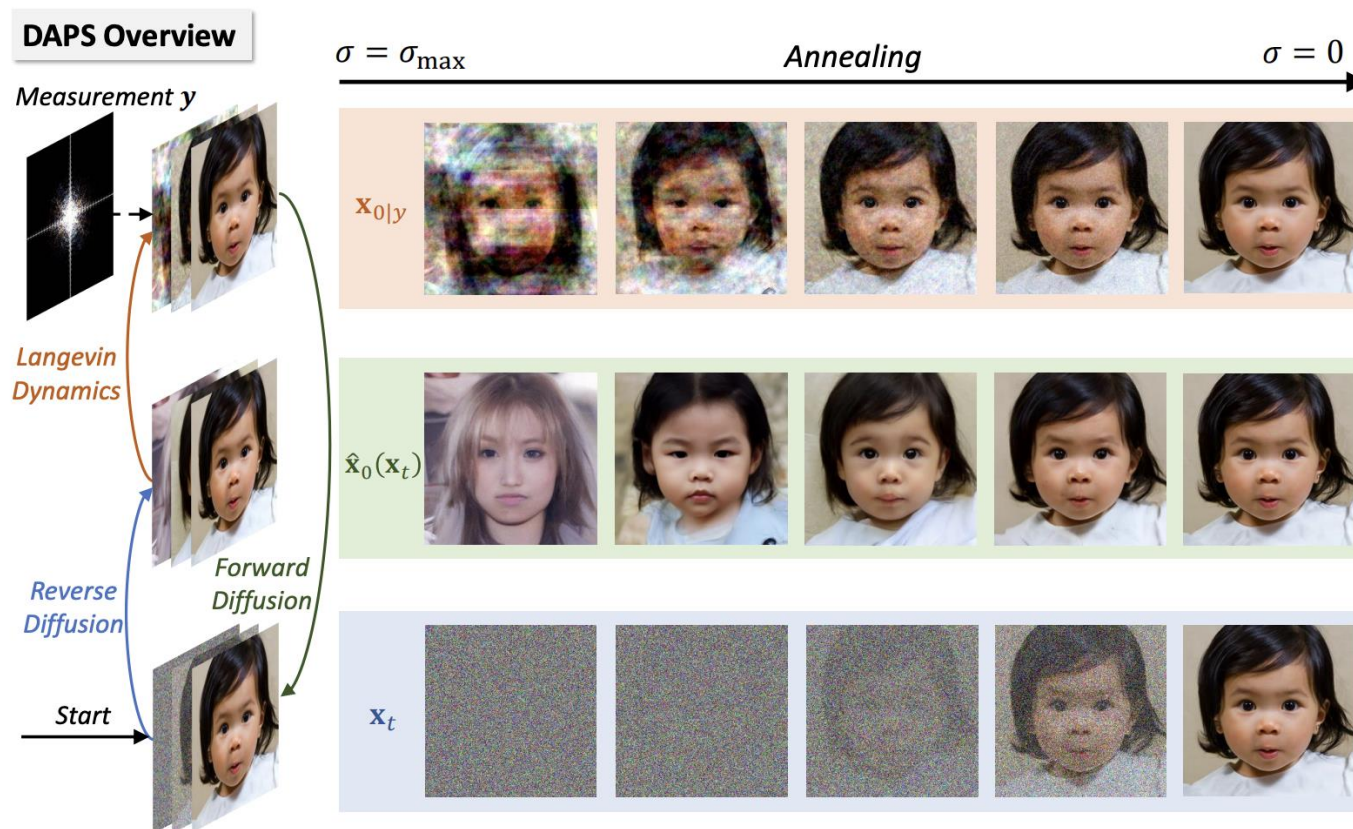 DAPS Overview
σ = σmax
Annealing
σ = 0
Measurement y
Langevin
Dynamics
Reverse
Diffusion
Forward
Diffusion
Start
x0|y
x̂0(xt)
xt